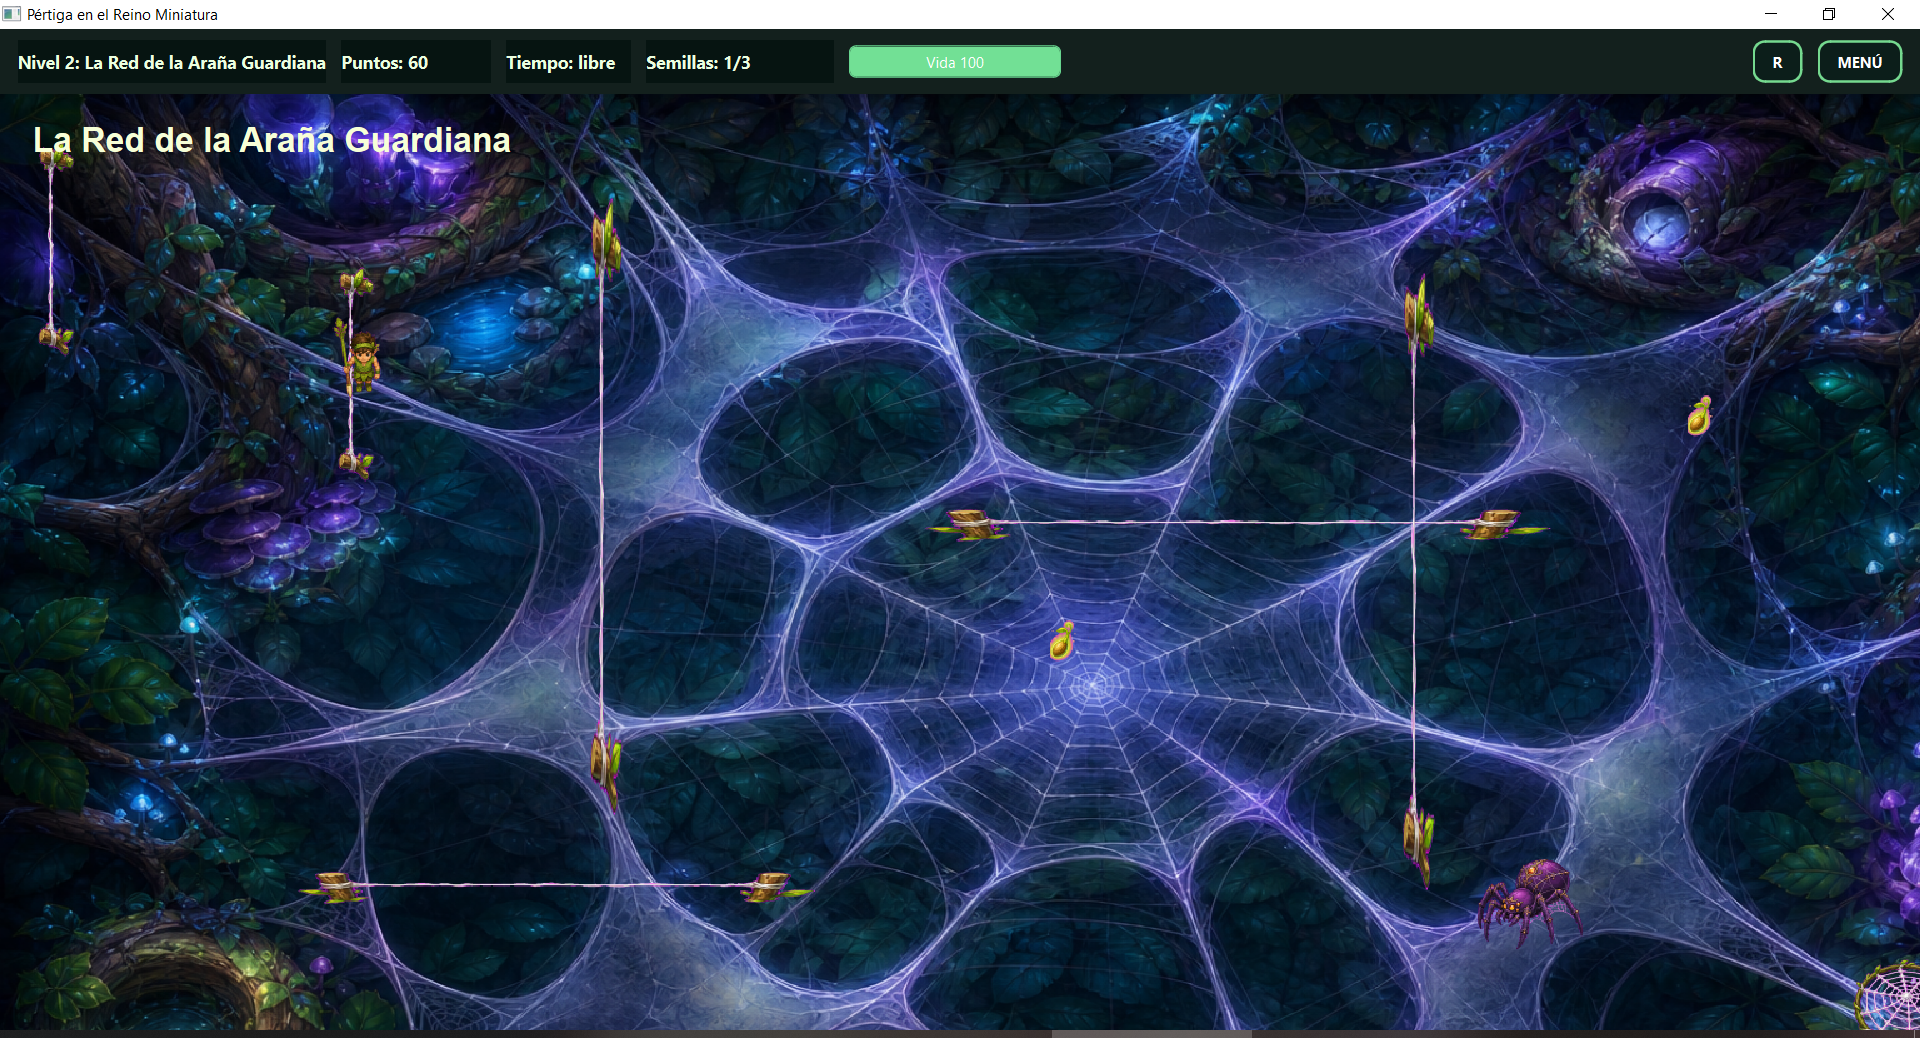 Pértiga en el Reino Miniatura
Nivel 2: La Red de la Araña Guardiana
Puntos: 60
Tiempo: libre
Semillas: 1/3
Vida 100
R
MENÚ
La Red de la Araña Guardiana